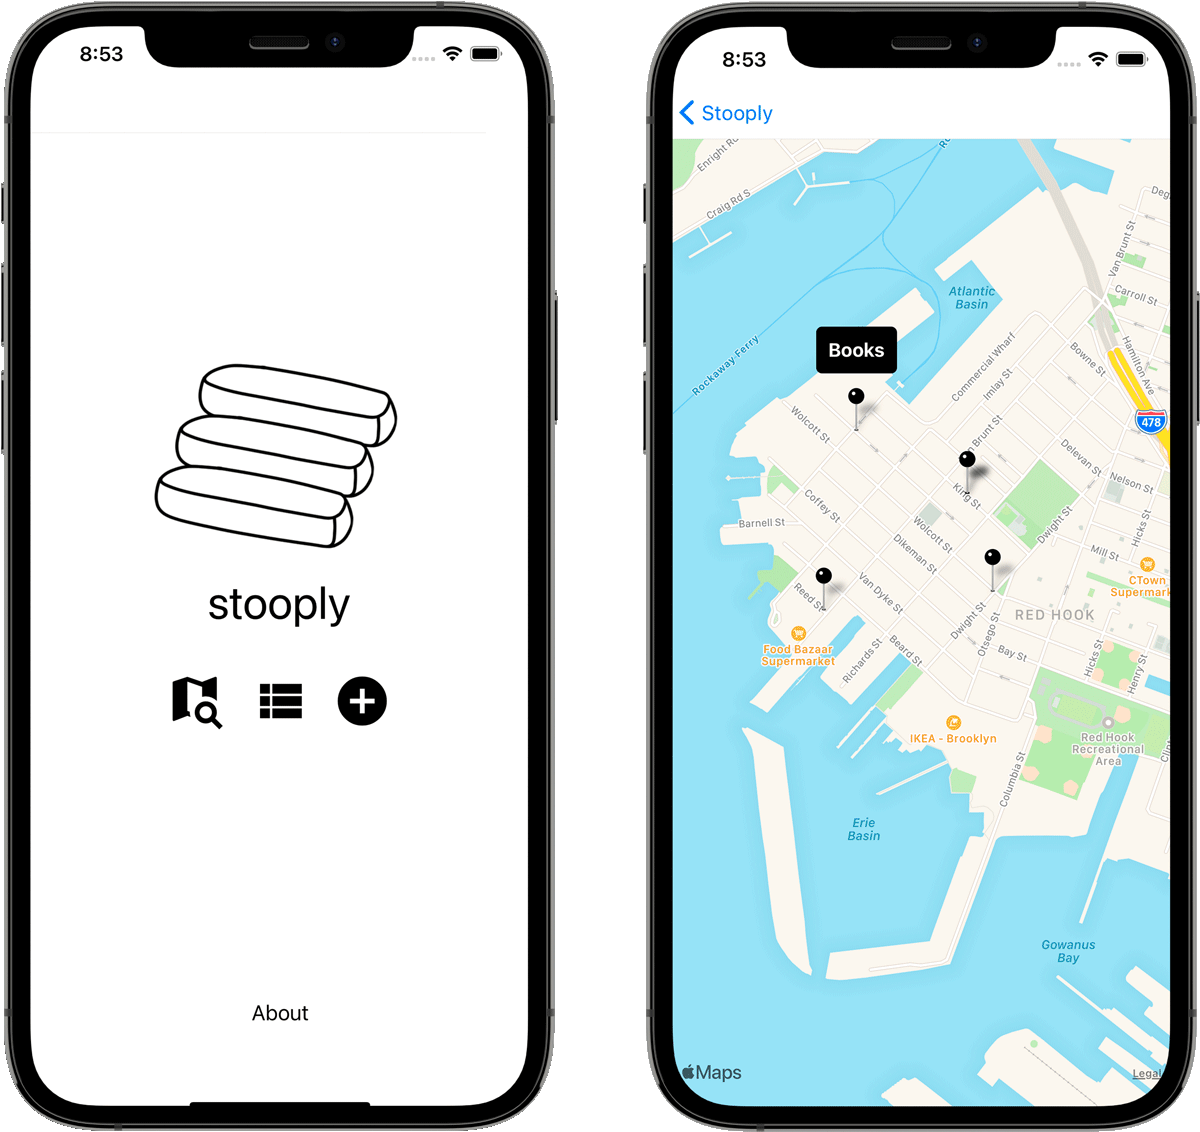 8:53
stooply
About
8:53
Stooply
Enright Rd
Craig Rd S
Rockaway Ferry
Atlantic
Basin
Books
Van Brunt St
Carroll St
Hamilton Ave
Bowne St
478
Commercial Wharf
Imlay St
Wolcott St
Brunt St
Delevan St
Nelson St
King St
Coffey St
Dwight St
Hicks St
Barnell St
Wolcott St
Dikeman St
Mill St
CTown
Supermark
Reed St
Van Dyke St
Dwight St
Otsego St
RED HOOK
Food Bazaar
Supermarket
Richards St
Beard St
Bay St
Hicks St
Henry St
IKEA - Brooklyn
Red Hook
Recreational
Area
Columbia St
Erie
Basin
Gowanus
Bay
Maps
Legal